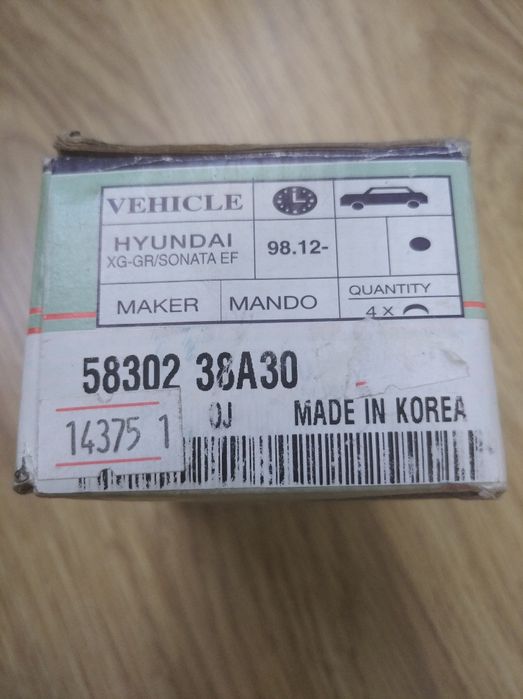 VEHICLE
HYUNDAI
XG-GR/SONATA EF
98.12-
MAKER
MANDO
QUANTITY
4 X
58302 38A30
0J
MADE IN KOREA
14375 1